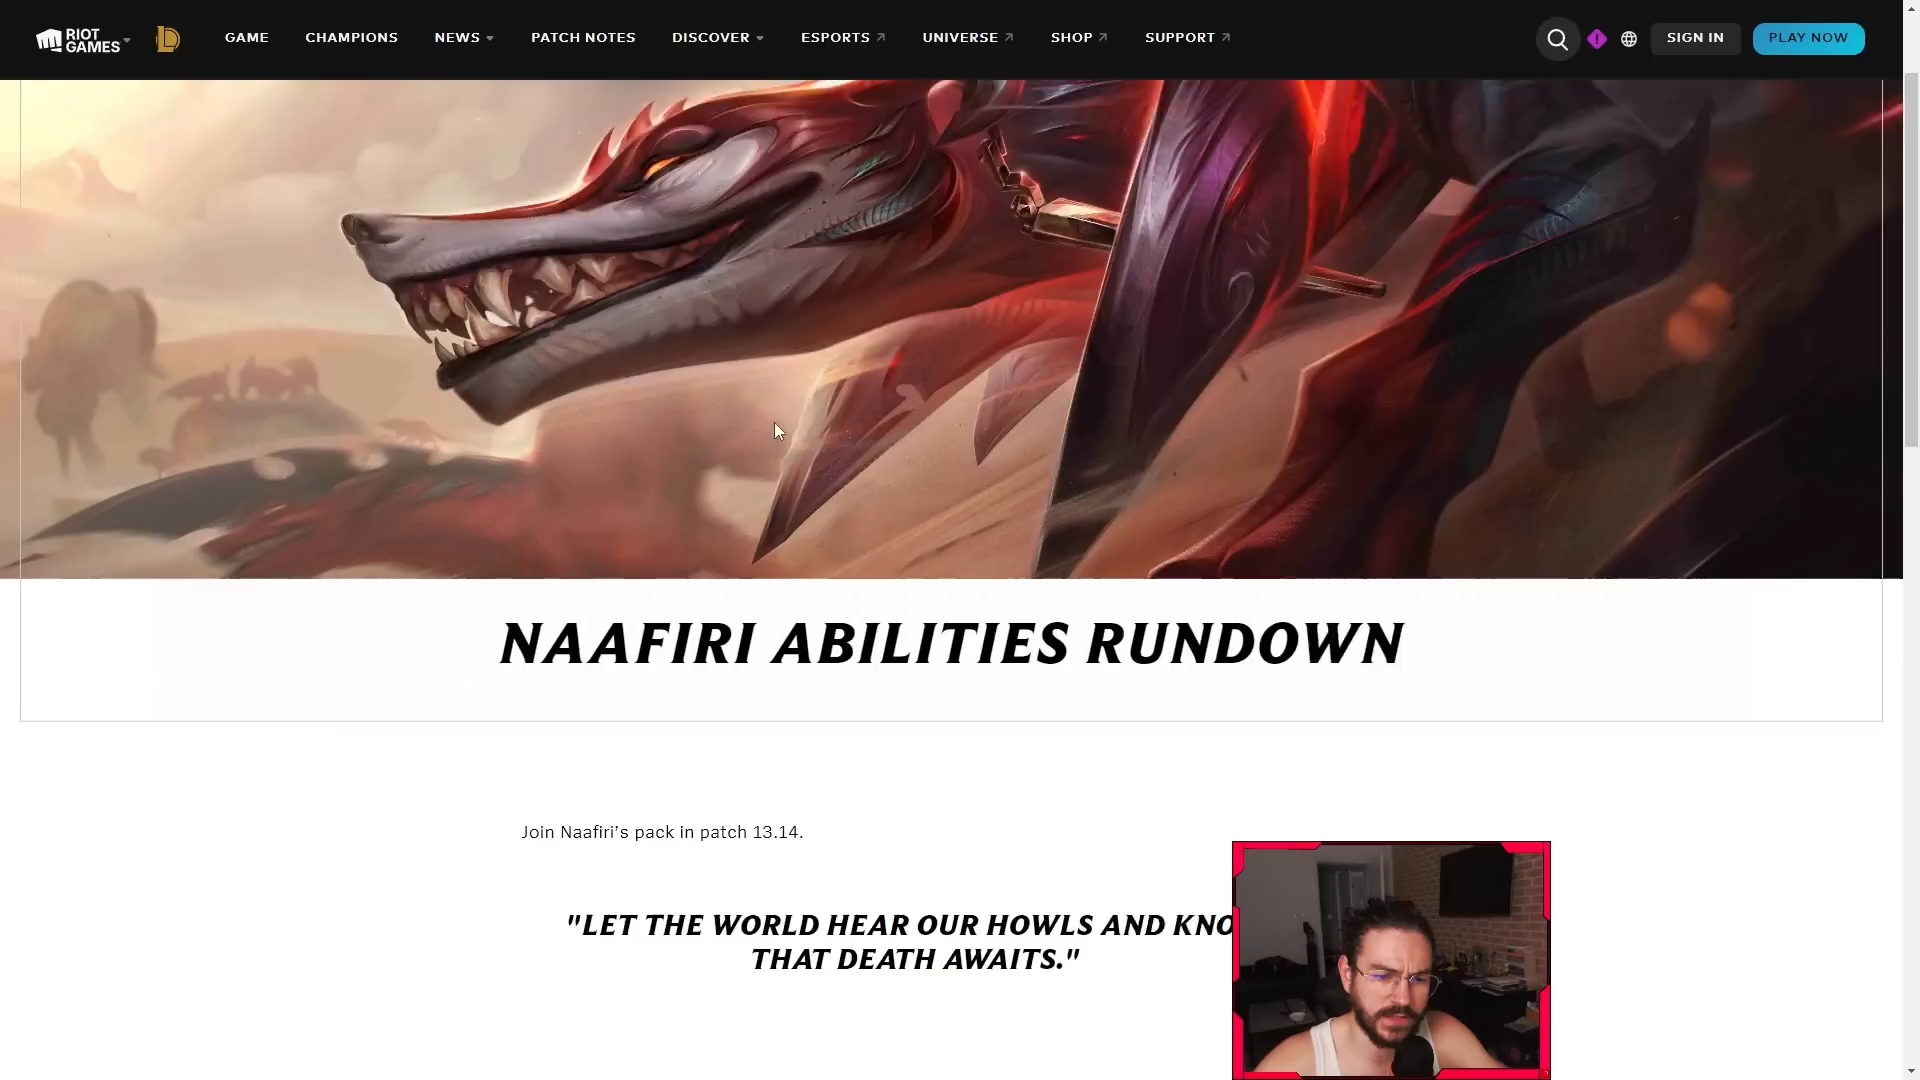 RIOT GAMES GAME CHAMPIONS NEWS PATCH NOTES DISCOVER ESPORTS UNIVERSE SHOP SUPPORT SIGN IN PLAY NOW
NAAFIRI ABILITIES RUNDOWN
Join Naafiri's pack in patch 13.14.
"LET THE WORLD HEAR OUR HOWLS AND KNO
THAT DEATH AWAITS."